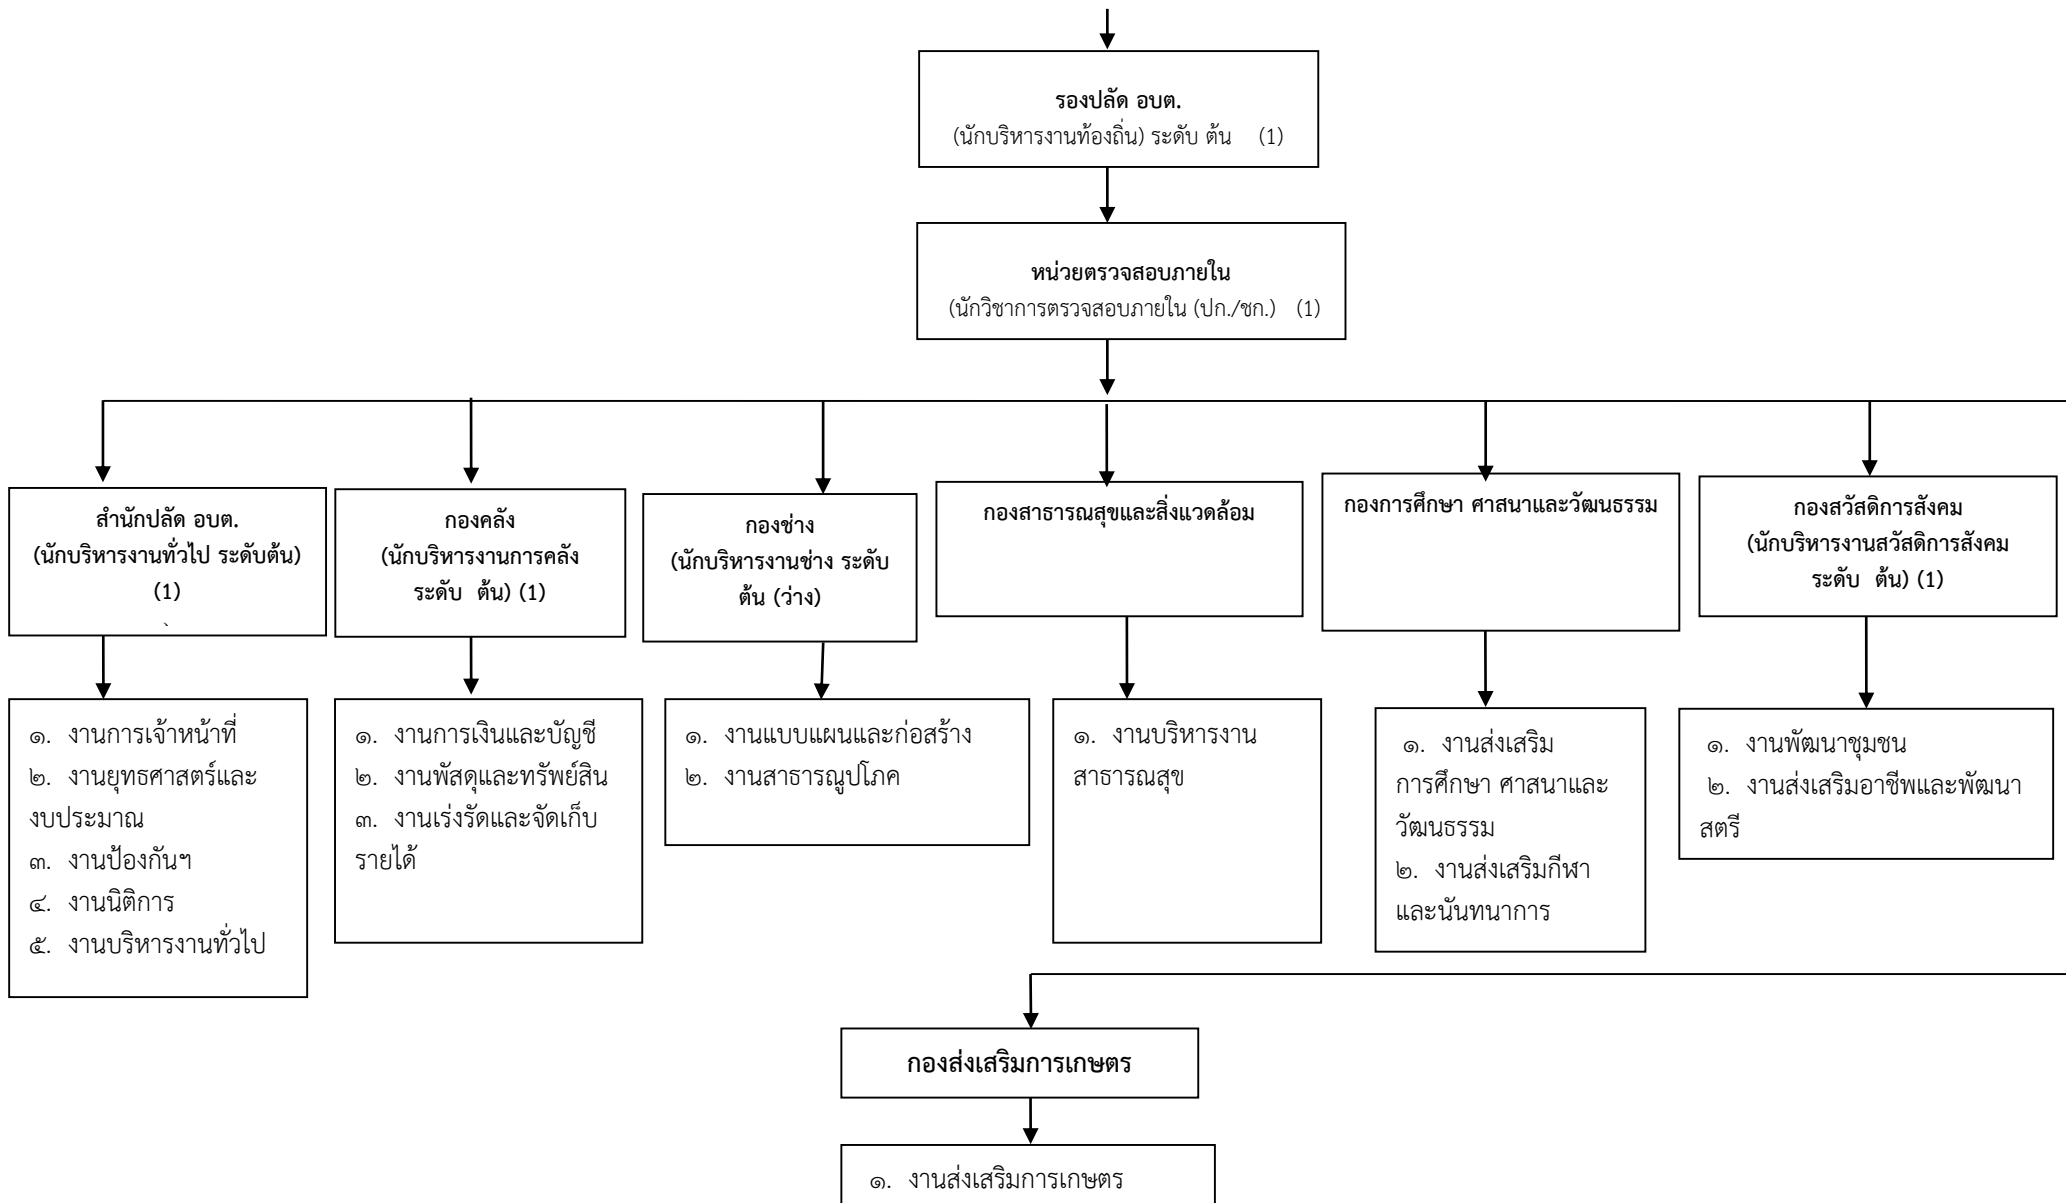 รองปลัด อบต.
(นักบริหารงานท้องถิ่น) ระดับ ต้น (1)
หน่วยตรวจสอบภายใน
(นักวิชาการตรวจสอบภายใน (ปก./ชก.) (1)
สำนักปลัด อบต.
(นักบริหารงานทั่วไป ระดับต้น)
(1)
กองคลัง
(นักบริหารงานการคลัง
ระดับ ต้น) (1)
กองช่าง
(นักบริหารงานช่าง ระดับ
ต้น (ว่าง)
กองสาธารณสุขและสิ่งแวดล้อม
กองการศึกษา ศาสนาและวัฒนธรรม
กองสวัสดิการสังคม
(นักบริหารงานสวัสดิการสังคม
ระดับ ต้น) (1)
๑. งานการเจ้าหน้าที่
๒. งานยุทธศาสตร์และ
งบประมาณ
๓. งานป้องกันฯ
๔. งานนิติการ
๕. งานบริหารงานทั่วไป
๑. งานการเงินและบัญชี
๒. งานพัสดุและทรัพย์สิน
๓. งานเร่งรัดและจัดเก็บ
รายได้
๑. งานแบบแผนและก่อสร้าง
๒. งานสาธารณูปโภค
๑. งานบริหารงาน
สาธารณสุข
๑. งานส่งเสริม
การศึกษา ศาสนาและ
วัฒนธรรม
๒. งานส่งเสริมกีฬา
และนันทนาการ
๑. งานพัฒนาชุมชน
๒. งานส่งเสริมอาชีพและพัฒนา
สตรี
กองส่งเสริมการเกษตร
๑. งานส่งเสริมการเกษตร